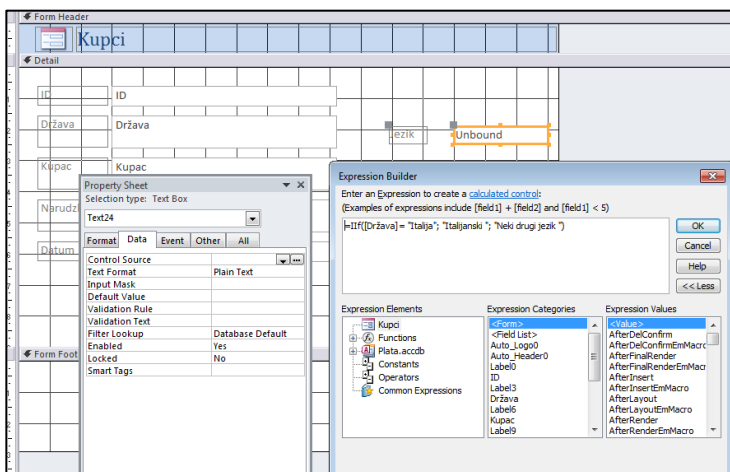 Form Header
Kupci
Detail
ID
ID
Država
Država
Jezik
Unbound
Kupac
Kupac
Datum
Form Foot
Property Sheet
Selection type: Text Box
Text24
Format Data Event Other All
Control Source
Text Format Plain Text
Input Mask
Default Value
Validation Rule
Validation Text
Filter Lookup Database Default
Enabled Yes
Locked No
Smart Tags
Expression Builder
Enter an Expression to create a calculated control:
(Examples of expressions include [field1] + [field2] and [field1] < 5)
=IIf([Država] = "Italija"; "Italijanski "; "Neki drugi jezik ")
OK
Cancel
Help
<< Less
Expression Elements
Kupci
Functions
Plata.accdb
Constants
Operators
Common Expressions
Expression Categories
<Form>
<Field List>
Auto_Logo0
Auto_Header0
Label0
ID
Label3
Država
Label6
Kupac
Label9
Expression Values
<Value>
AfterDelConfirm
AfterDelConfirmEmMacr
AfterFinalRender
AfterFinalRenderEmMacr
AfterInsert
AfterInsertEmMacro
AfterLayout
AfterLayoutEmMacro
AfterRender
AfterRenderEmMacro